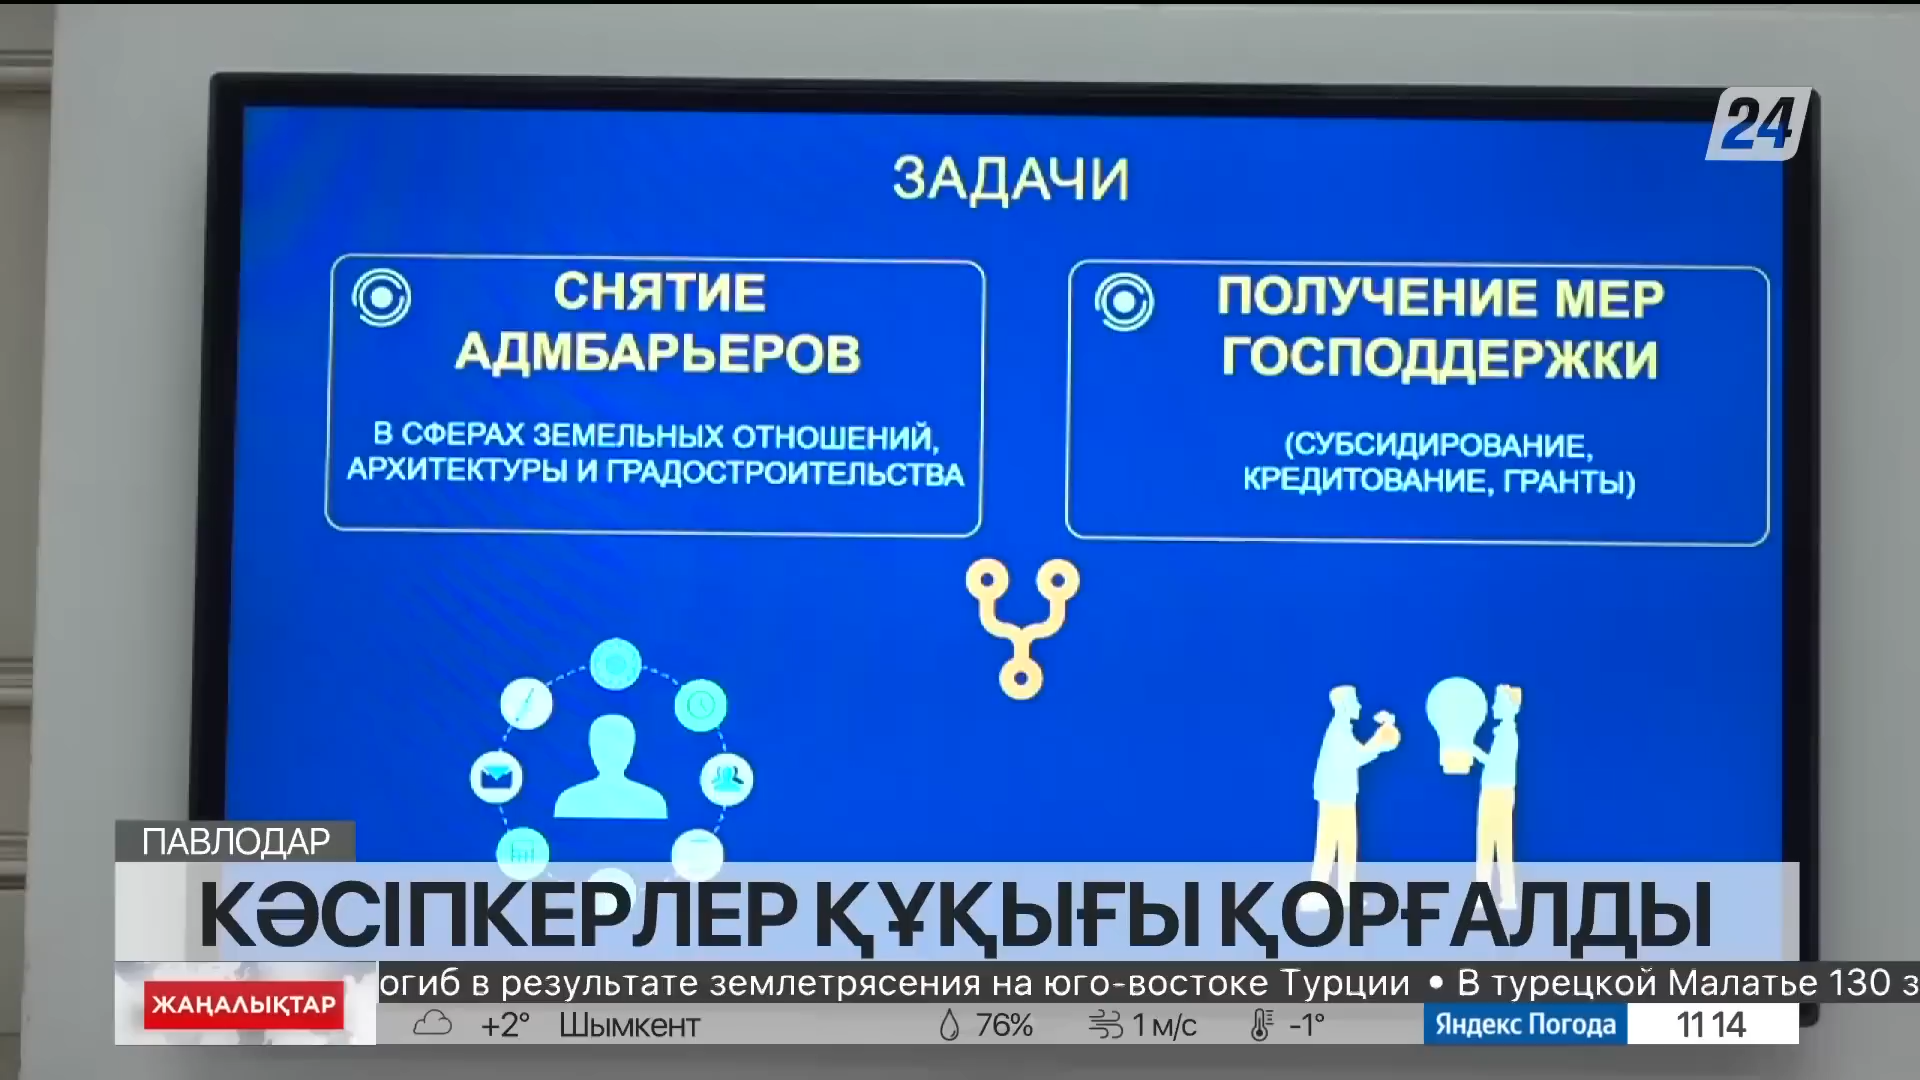 24
ЗАДАЧИ
СНЯТИЕ
АДМБАРЬЕРОВ
В СФЕРАХ ЗЕМЕЛЬНЫХ ОТНОШЕНИЙ,
АРХИТЕКТУРЫ И ГРАДОСТРОИТЕЛЬСТВА
ПОЛУЧЕНИЕ МЕР
ГОСПОДДЕРЖКИ
(СУБСИДИРОВАНИЕ,
КРЕДИТОВАНИЕ, ГРАНТЫ)
ПАВЛОДАР
КӘСІПКЕРЛЕР ҚҰҚЫҒЫ ҚОРҒАЛДЫ
ЖАҢАЛЫҚТАР
огиб в результате землетрясения на юго-востоке Турции • В турецкой Малатье 130 з
+2° Шымкент 76% 1 м/с -1° Яндекс Погода 11 14